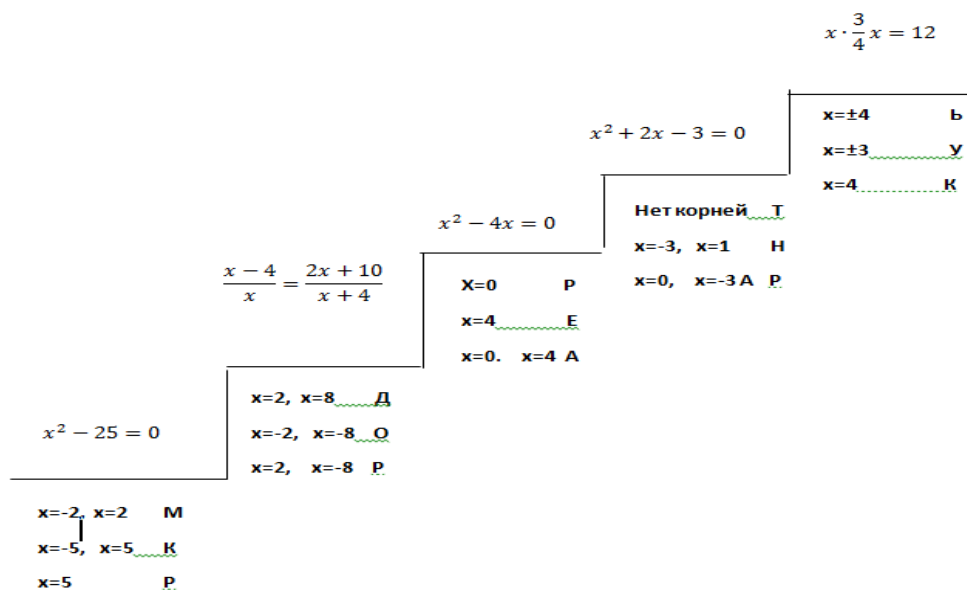 x · 3/4 x = 12
x=±4 Ь
x=±3 У
x=4 К
x² + 2x − 3 = 0
Нет корней Т
x=-3, x=1 Н
x=0, x=-3 А Р
x² − 4x = 0
X=0 Р
x=4 Е
x=0. x=4 А
(x − 4)/x = (2x + 10)/(x + 4)
x=2, x=8 Д
x=-2, x=-8 О
x=2, x=-8 Р
x² − 25 = 0
x=-2, x=2 М
x=-5, x=5 К
x=5 Р